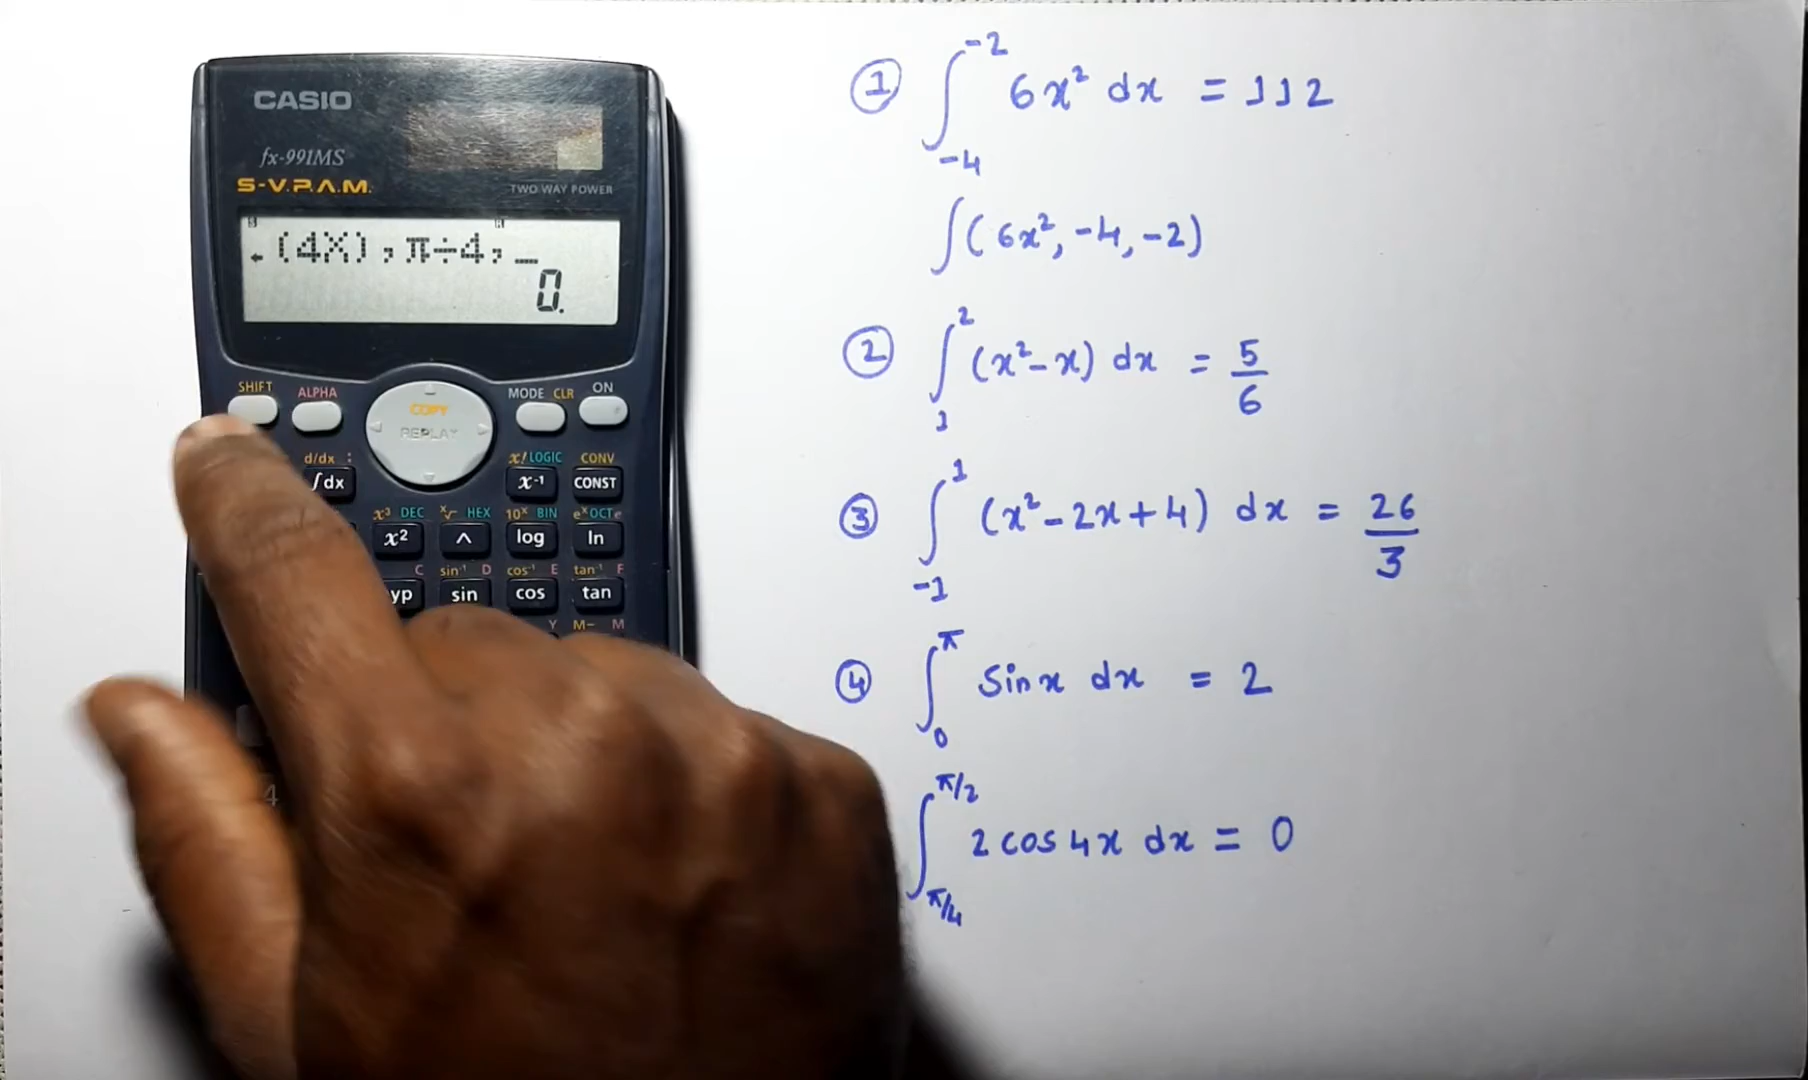 CASIO
fx-991MS
S-V.P.A.M.
TWO WAY POWER
(4X),π÷4,_
0.
SHIFT ALPHA COPY REPLAY MODE CLR ON
d/dx : x! LOGIC CONV
∫dx x⁻¹ CONST
x³ DEC ˣ√ HEX 10ˣ BIN eˣ OCT e
x² ^ log ln
C sin⁻¹ D cos⁻¹ E tan⁻¹ F
yp sin cos tan
Y M− M
4
① ∫₋₄⁻² 6x² dx = 112
∫(6x², -4, -2)
② ∫₁² (x²-x) dx = 5/6
③ ∫₋₁¹ (x²-2x+4) dx = 26/3
④ ∫₀^π Sinx dx = 2
∫_{π/4}^{π/2} 2 cos 4x dx = 0